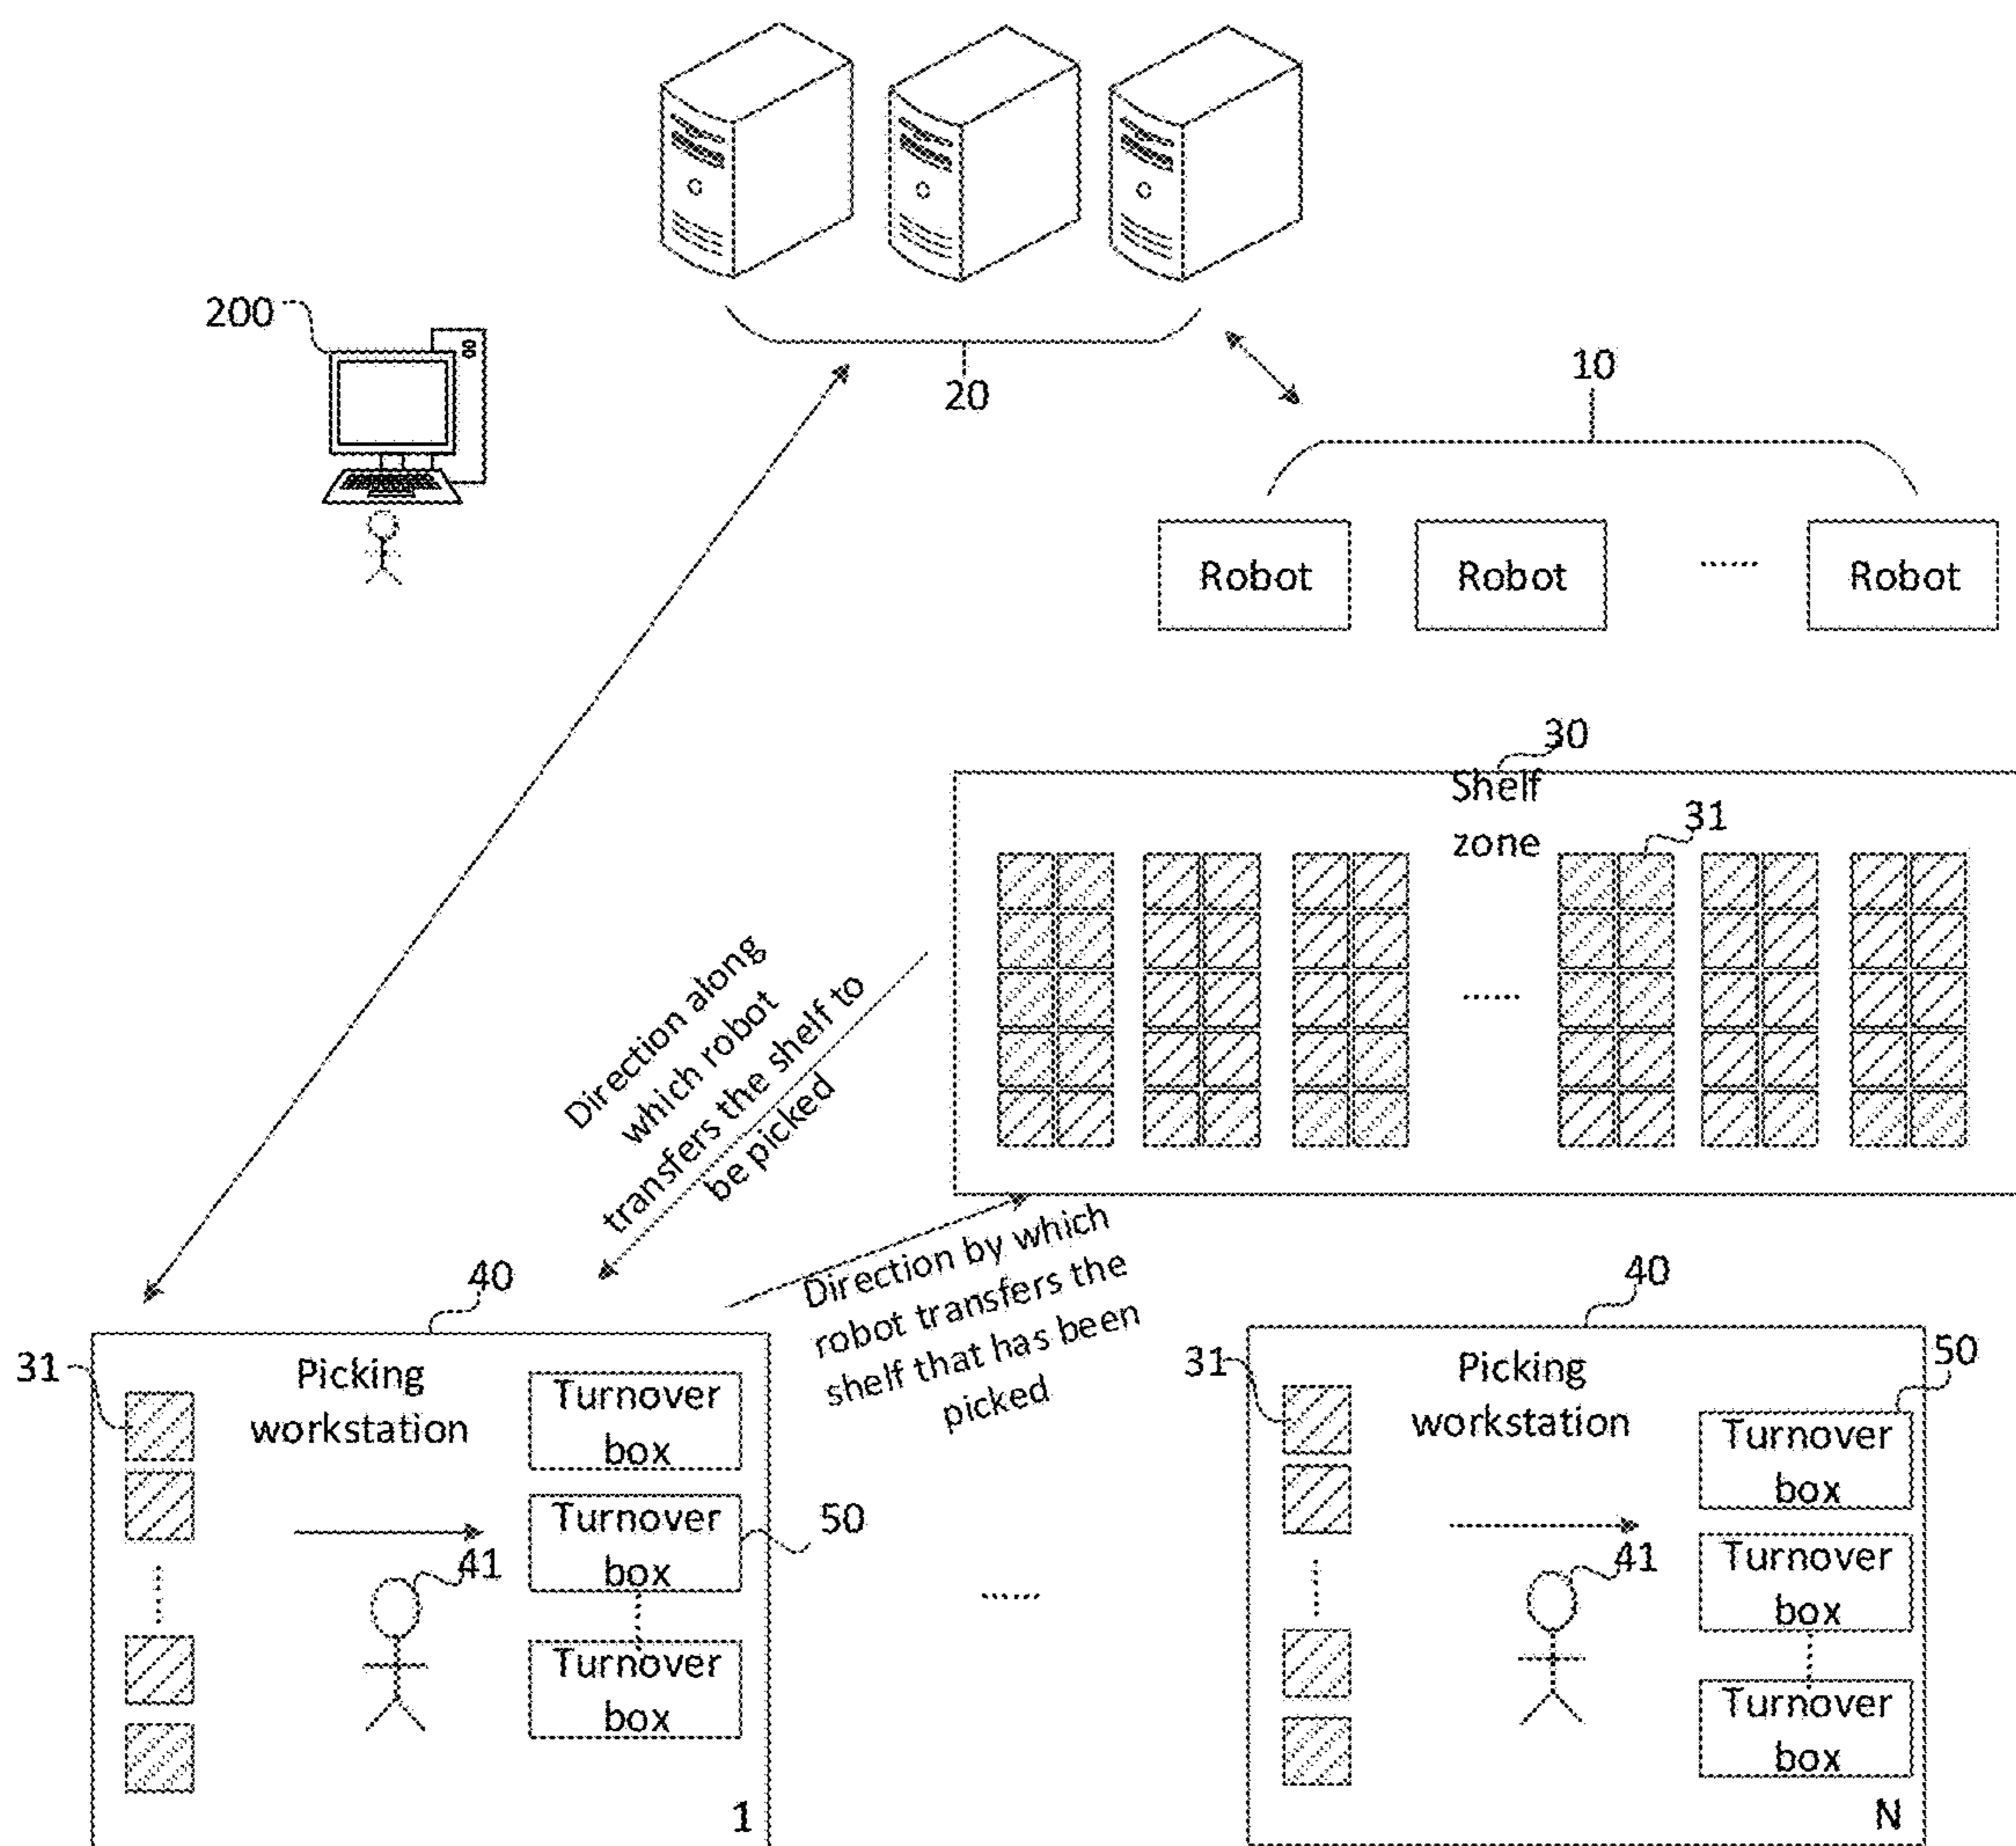 200
20
10
Robot
Robot
......
Robot
30
Shelf
zone
31
......
Direction along
which robot
transfers the shelf to
be picked
Direction by which
robot transfers the
shelf that has been
picked
40
31
Picking
workstation
Turnover
box
Turnover
box
50
41
Turnover
box
1
......
40
31
Picking
workstation
50
Turnover
box
Turnover
box
41
Turnover
box
N